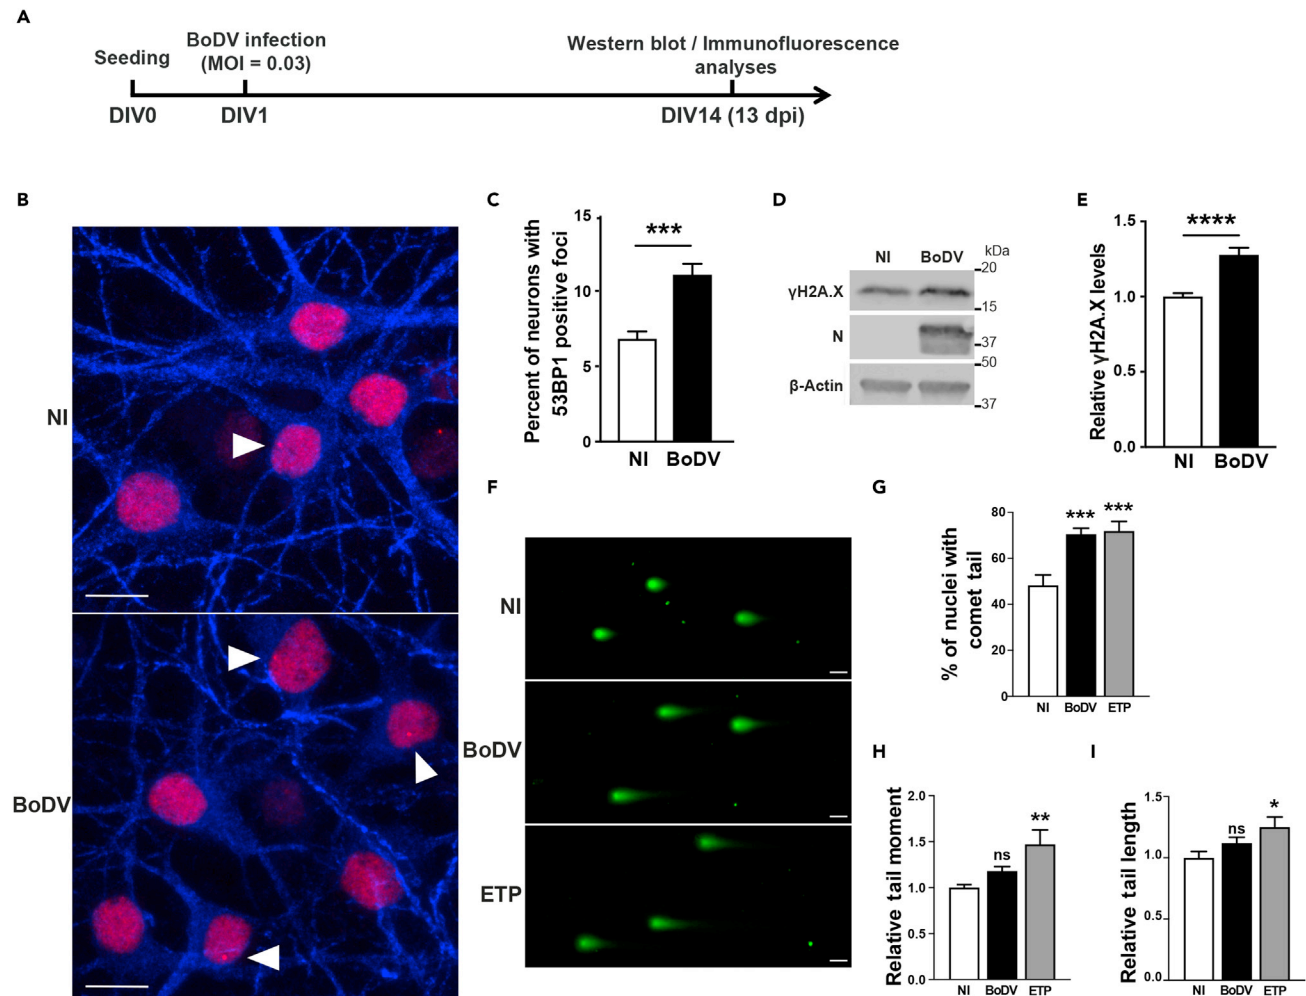 A
Seeding
BoDV infection
(MOI = 0.03)
Western blot / Immunofluorescence
analyses
DIV0
DIV1
DIV14 (13 dpi)
B
NI
BoDV
C
Percent of neurons with
53BP1 positive foci
15
10
5
0
***
NI BoDV
D
NI BoDV kDa
γH2A.X
20
15
N
37
50
β-Actin
37
E
Relative γH2A.X levels
1.5
1.0
0.5
0.0
****
NI BoDV
F
NI
BoDV
ETP
G
% of nuclei with
comet tail
80
60
40
20
0
*** ***
NI BoDV ETP
H
Relative tail moment
2.0
1.5
1.0
0.5
0.0
ns **
NI BoDV ETP
I
Relative tail length
1.5
1.0
0.5
0.0
ns *
NI BoDV ETP